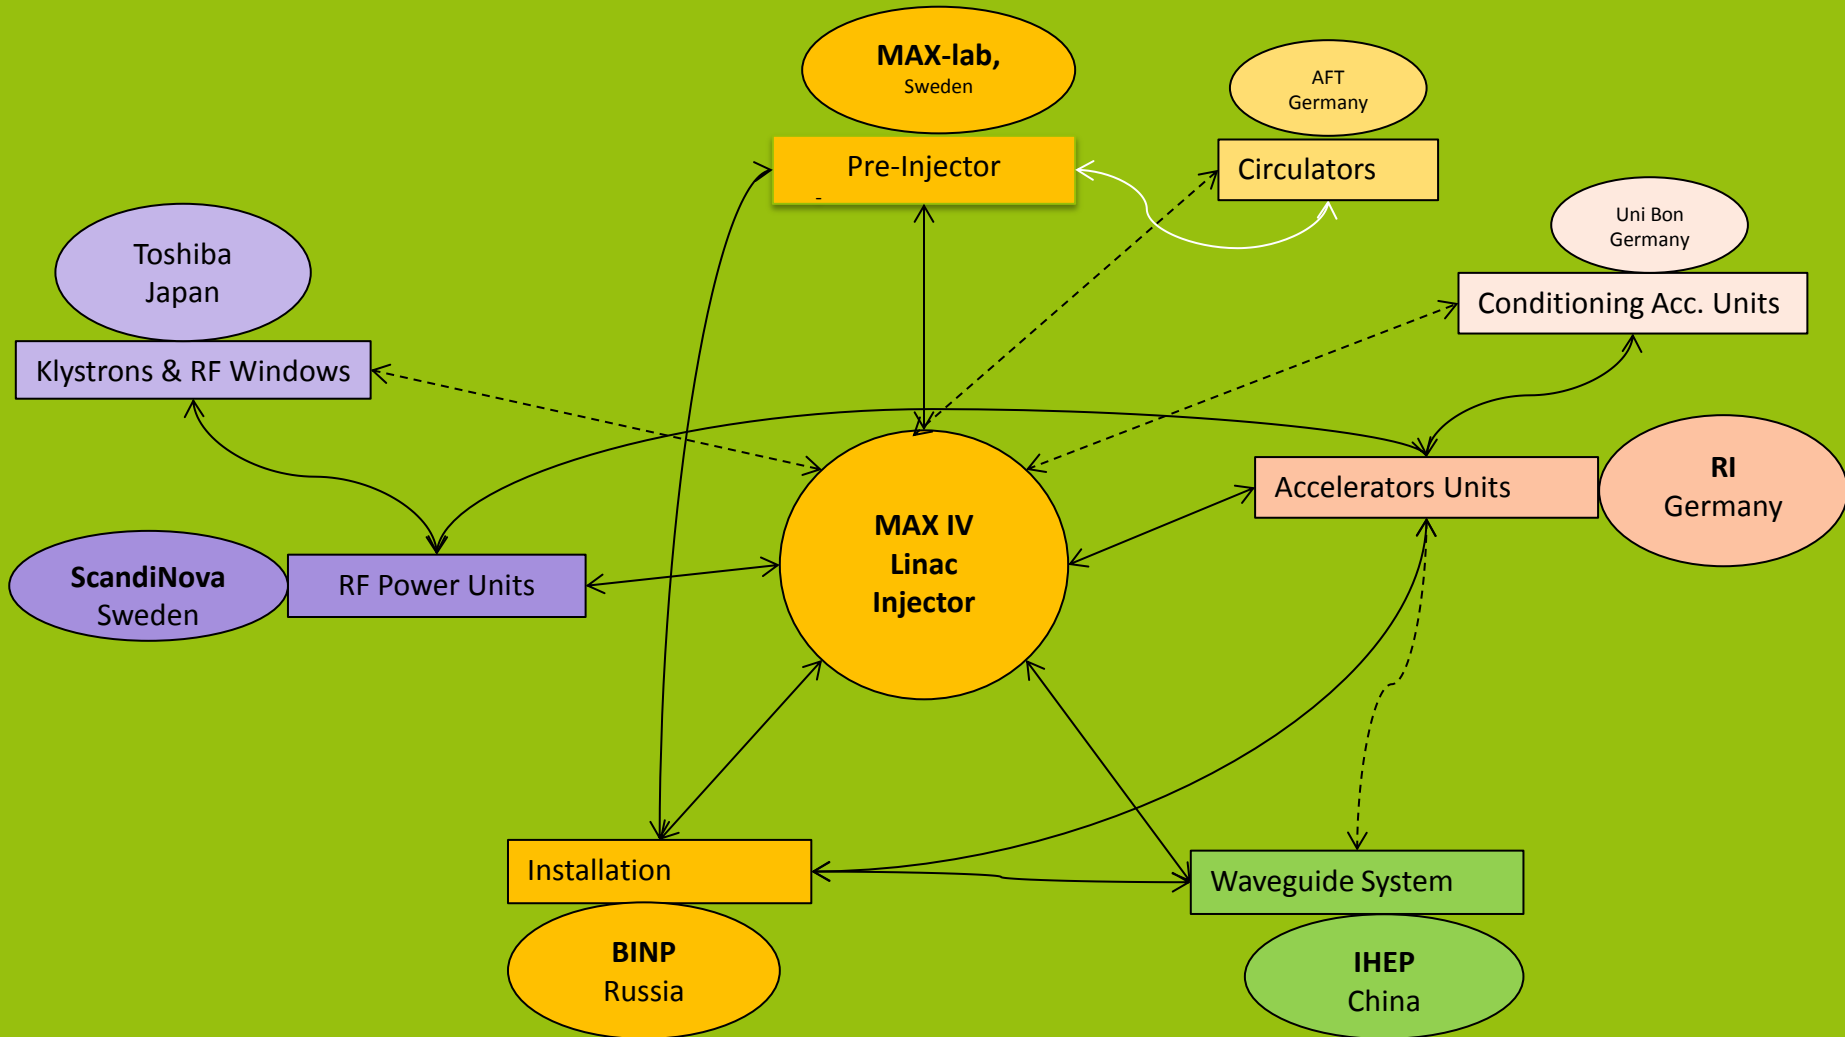 MAX-lab,
Sweden
Pre-Injector
-
AFT
Germany
Circulators
Uni Bon
Germany
Conditioning Acc. Units
Toshiba
Japan
Klystrons & RF Windows
RI
Germany
Accelerators Units
MAX IV
Linac
Injector
ScandiNova
Sweden
RF Power Units
Installation
BINP
Russia
Waveguide System
IHEP
China